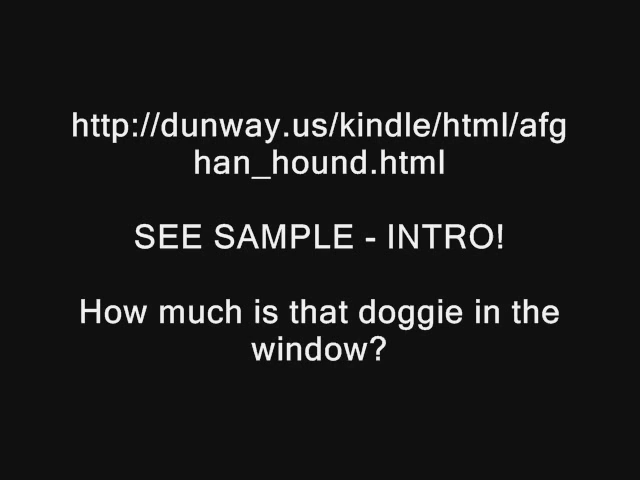 http://dunway.us/kindle/html/afg
han_hound.html
SEE SAMPLE - INTRO!
How much is that doggie in the
window?